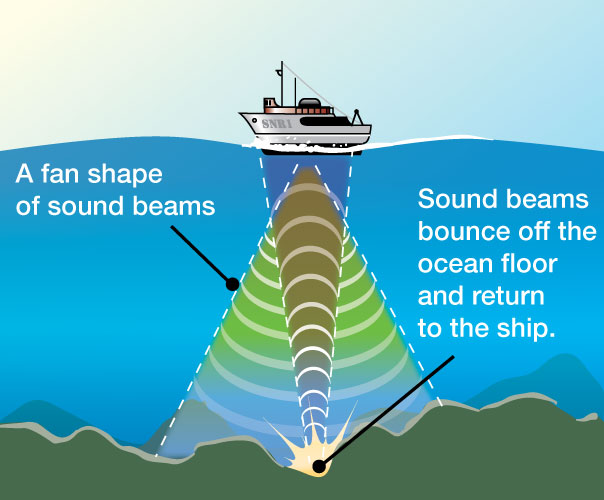 SNR1
A fan shape
of sound beams
Sound beams
bounce off the
ocean floor
and return
to the ship.